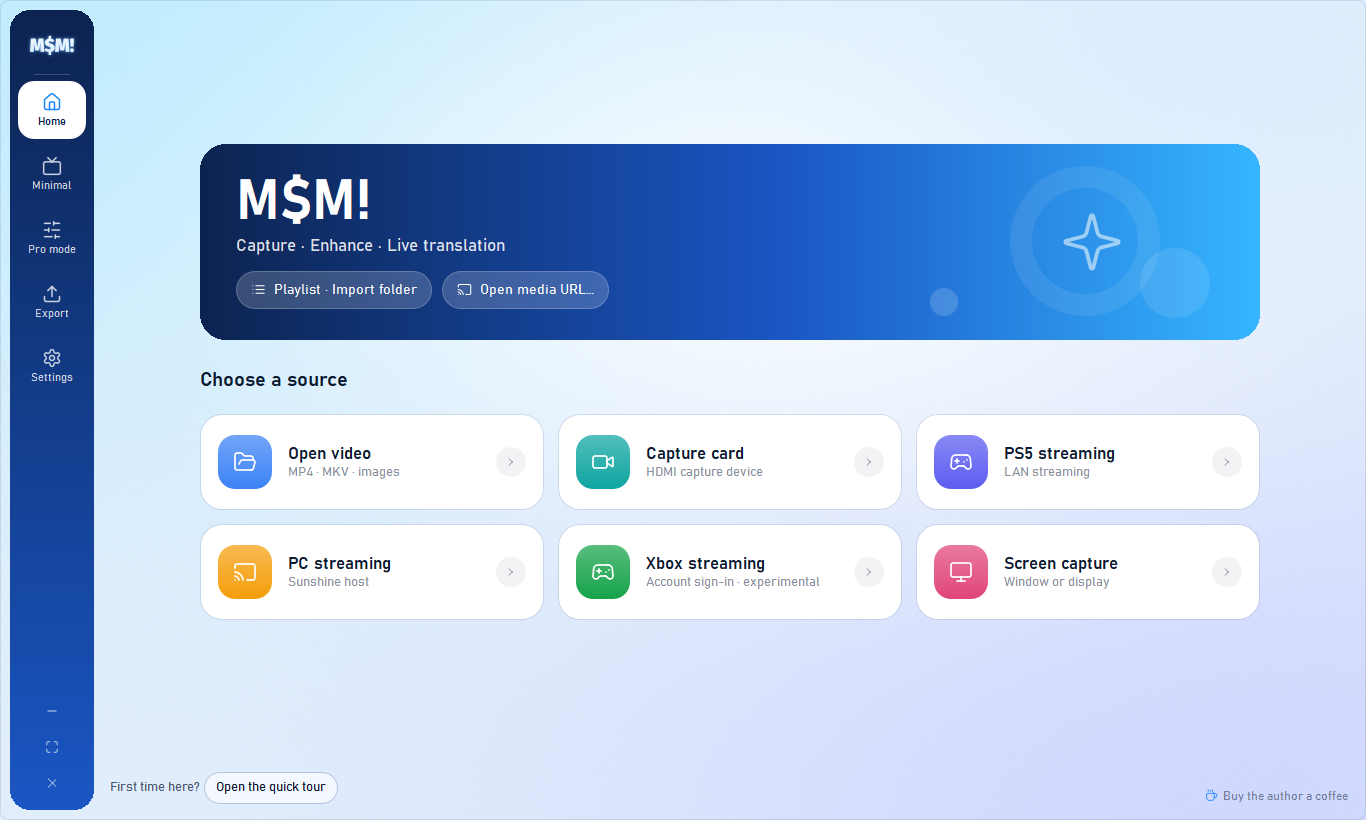 M$M!
Home
Minimal
Pro mode
Export
Settings
M$M!
Capture · Enhance · Live translation
Playlist · Import folder
Open media URL…
Choose a source
Open video
MP4 · MKV · images
Capture card
HDMI capture device
PS5 streaming
LAN streaming
PC streaming
Sunshine host
Xbox streaming
Account sign-in · experimental
Screen capture
Window or display
First time here?
Open the quick tour
Buy the author a coffee